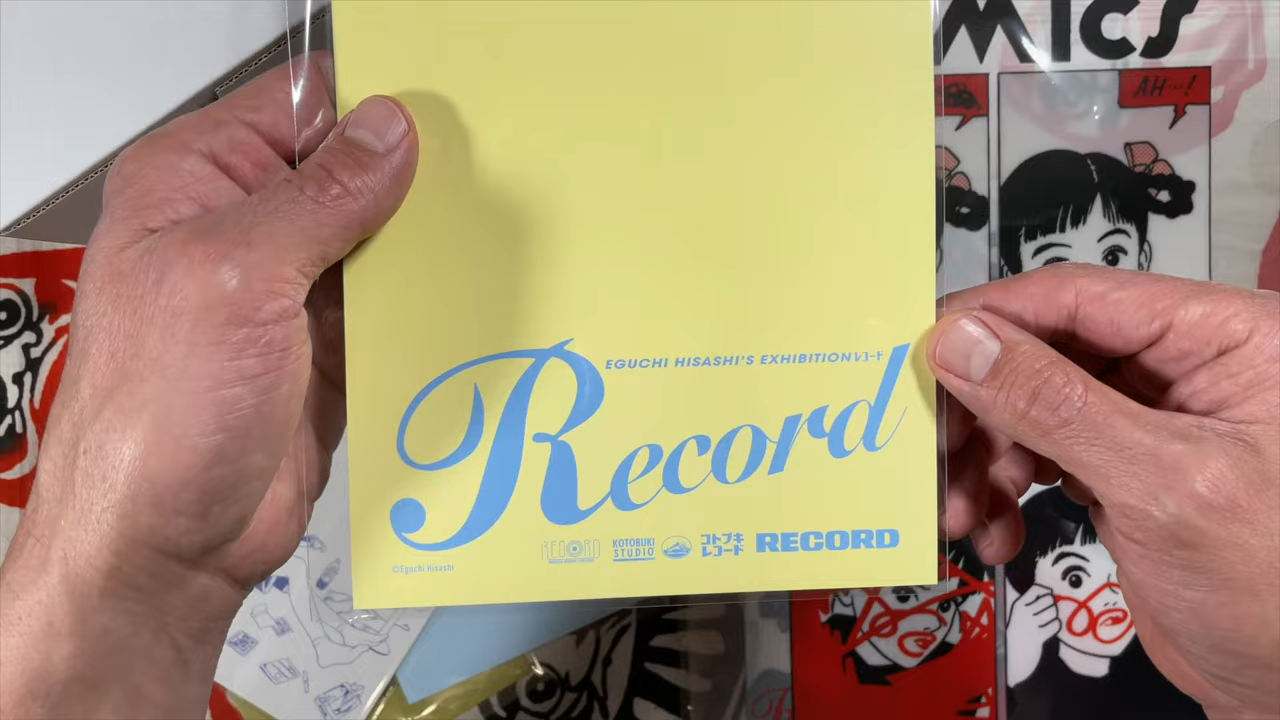 MICS
AH…!
EGUCHI HISASHI'S EXHIBITION レコード
Record
RECORD
KOTOBUKI
STUDIO
コトブキ
レコード
RECORD
©Eguchi Hisashi